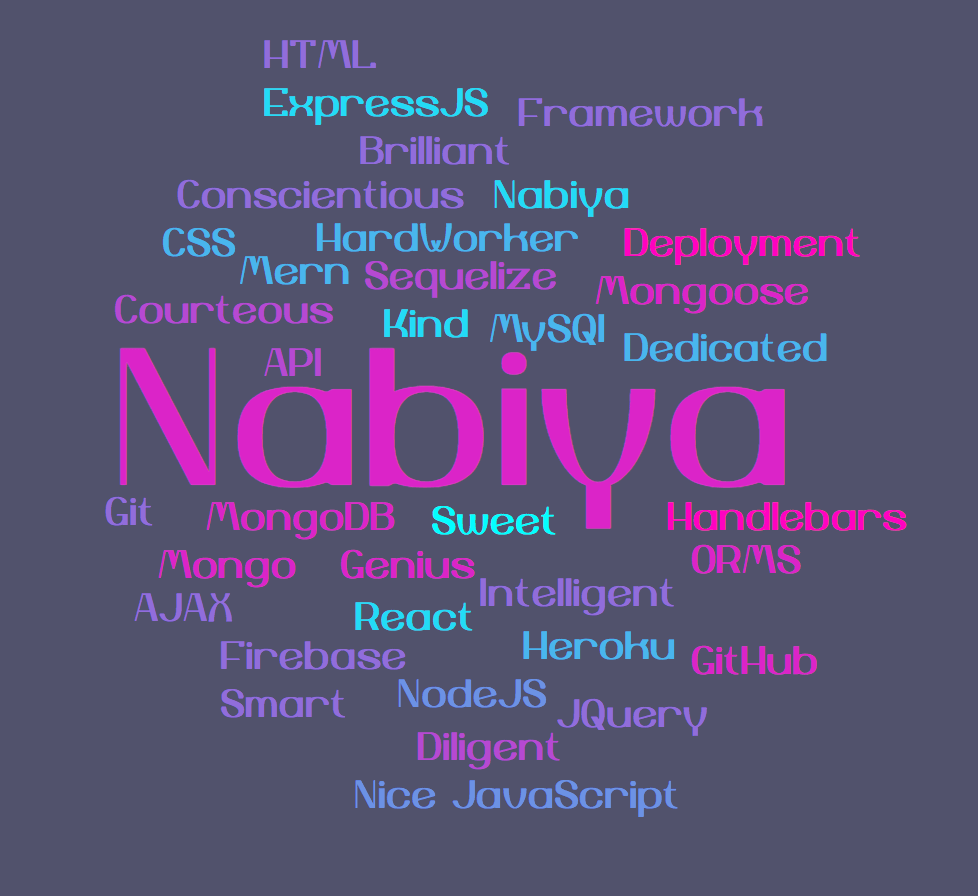 HTML
ExpressJS
Framework
Brilliant
Conscientious
Nabiya
CSS
HardWorker
Deployment
Mern
Sequelize
Mongoose
Courteous
Kind
MySQl
Dedicated
API
Nabiya
Git
MongoDB
Sweet
Handlebars
Mongo
Genius
ORMS
AJAX
React
Intelligent
Firebase
Heroku
GitHub
Smart
NodeJS
JQuery
Diligent
Nice JavaScript